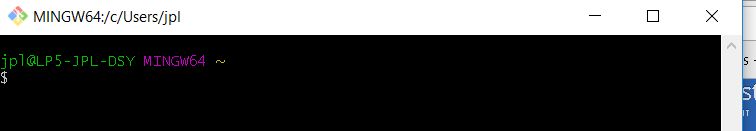 MINGW64:/c/Users/jpl
jpl@LP5-JPL-DSY MINGW64 ~
$